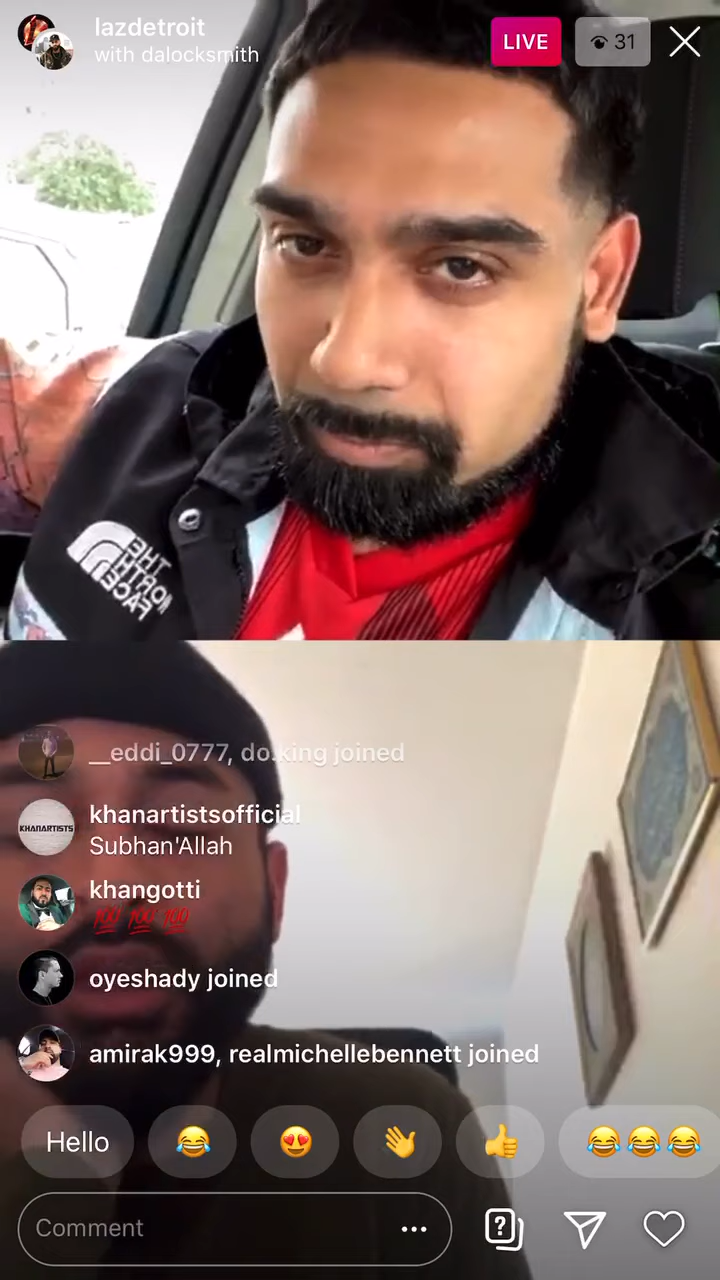 lazdetroit
with dalocksmith
LIVE
31
THE
NORTH
FACE
__eddi_0777, do.king joined
khanartistsofficial
KHANARTISTS
Subhan'Allah
khangotti
💯 💯 💯
oyeshady joined
amirak999, realmichellebennett joined
Hello
😂
😍
👋
👍
😂 😂 😂
Comment